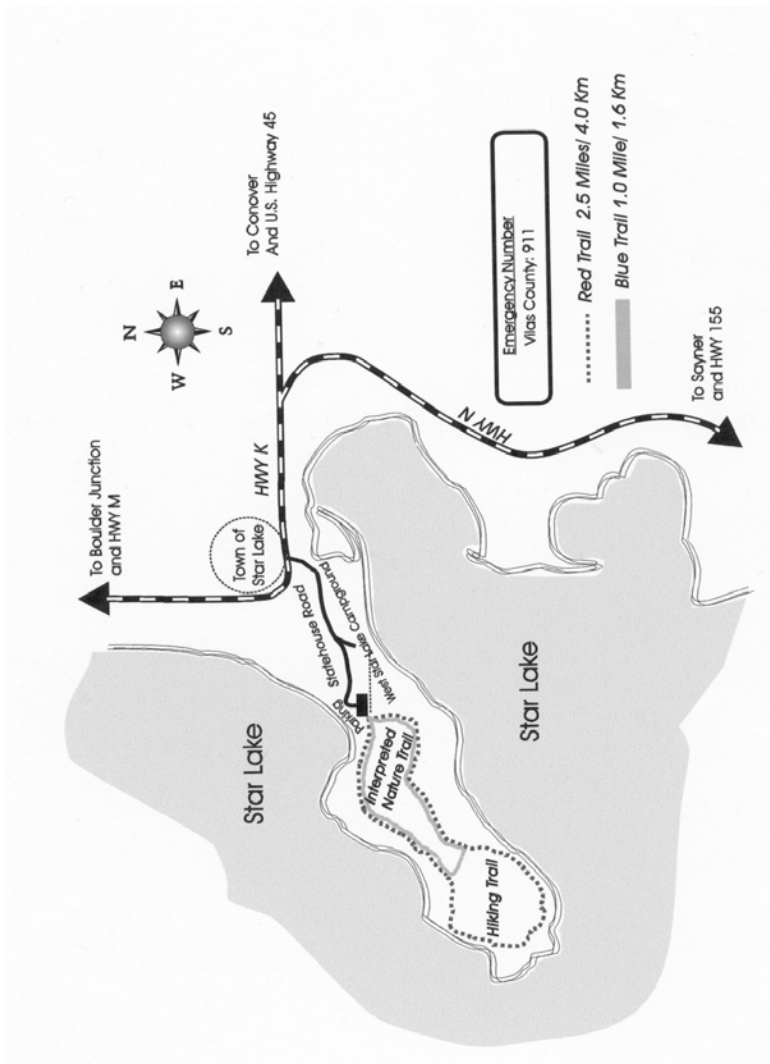 To Boulder Junction
and HWY M
N
E
S
W
To Conover
And U.S. Highway 45
Town of
Star Lake
HWY K
Statehouse Road
West Star Lake Campground
Parking
HWY N
Star Lake
Star Lake
Interpreted
Nature Trail
Hiking Trail
Emergency Number
Vilas County: 911
Red Trail 2.5 Miles/ 4.0 Km
Blue Trail 1.0 Mile/ 1.6 Km
To Sayner
and HWY 155